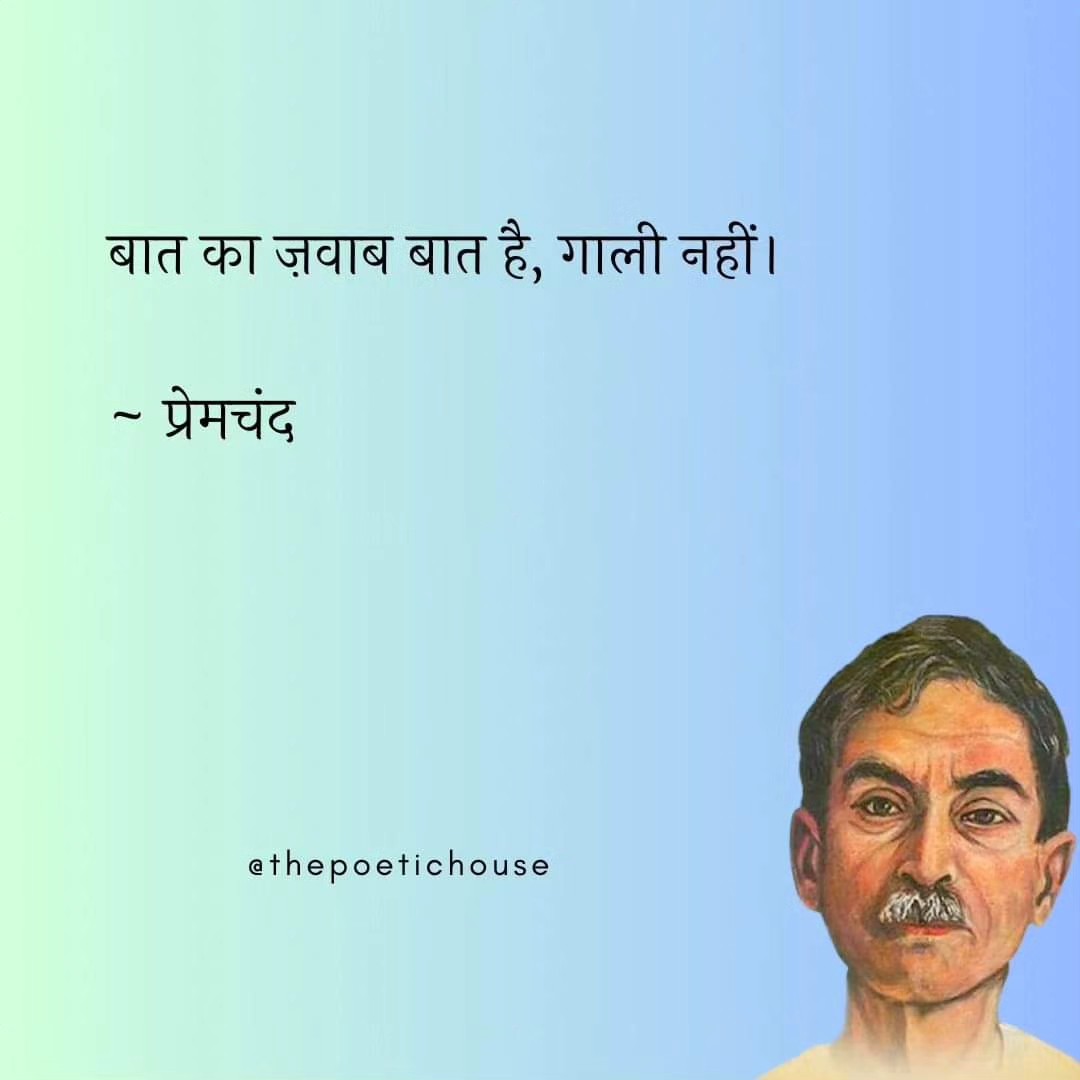 बात का ज़वाब बात है, गाली नहीं।
~ प्रेमचंद
@thepoetichouse